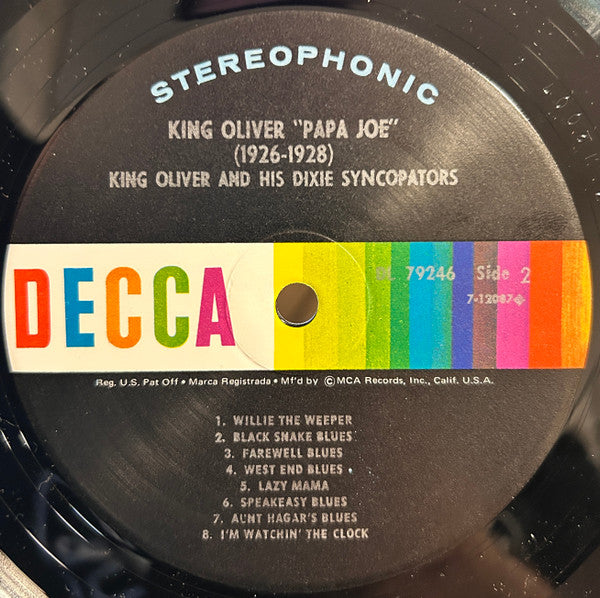 STEREOPHONIC
KING OLIVER "PAPA JOE"
(1926-1928)
KING OLIVER AND HIS DIXIE SYNCOPATORS
DECCA
79246 Side 2
7-12087
Reg. U.S. Pat Off • Marca Registrada • Mf'd by ©MCA Records, Inc., Calif. U.S.A.
1. WILLIE THE WEEPER
2. BLACK SNAKE BLUES
3. FAREWELL BLUES
4. WEST END BLUES
5. LAZY MAMA
6. SPEAKEASY BLUES
7. AUNT HAGAR'S BLUES
8. I'M WATCHIN' THE CLOCK